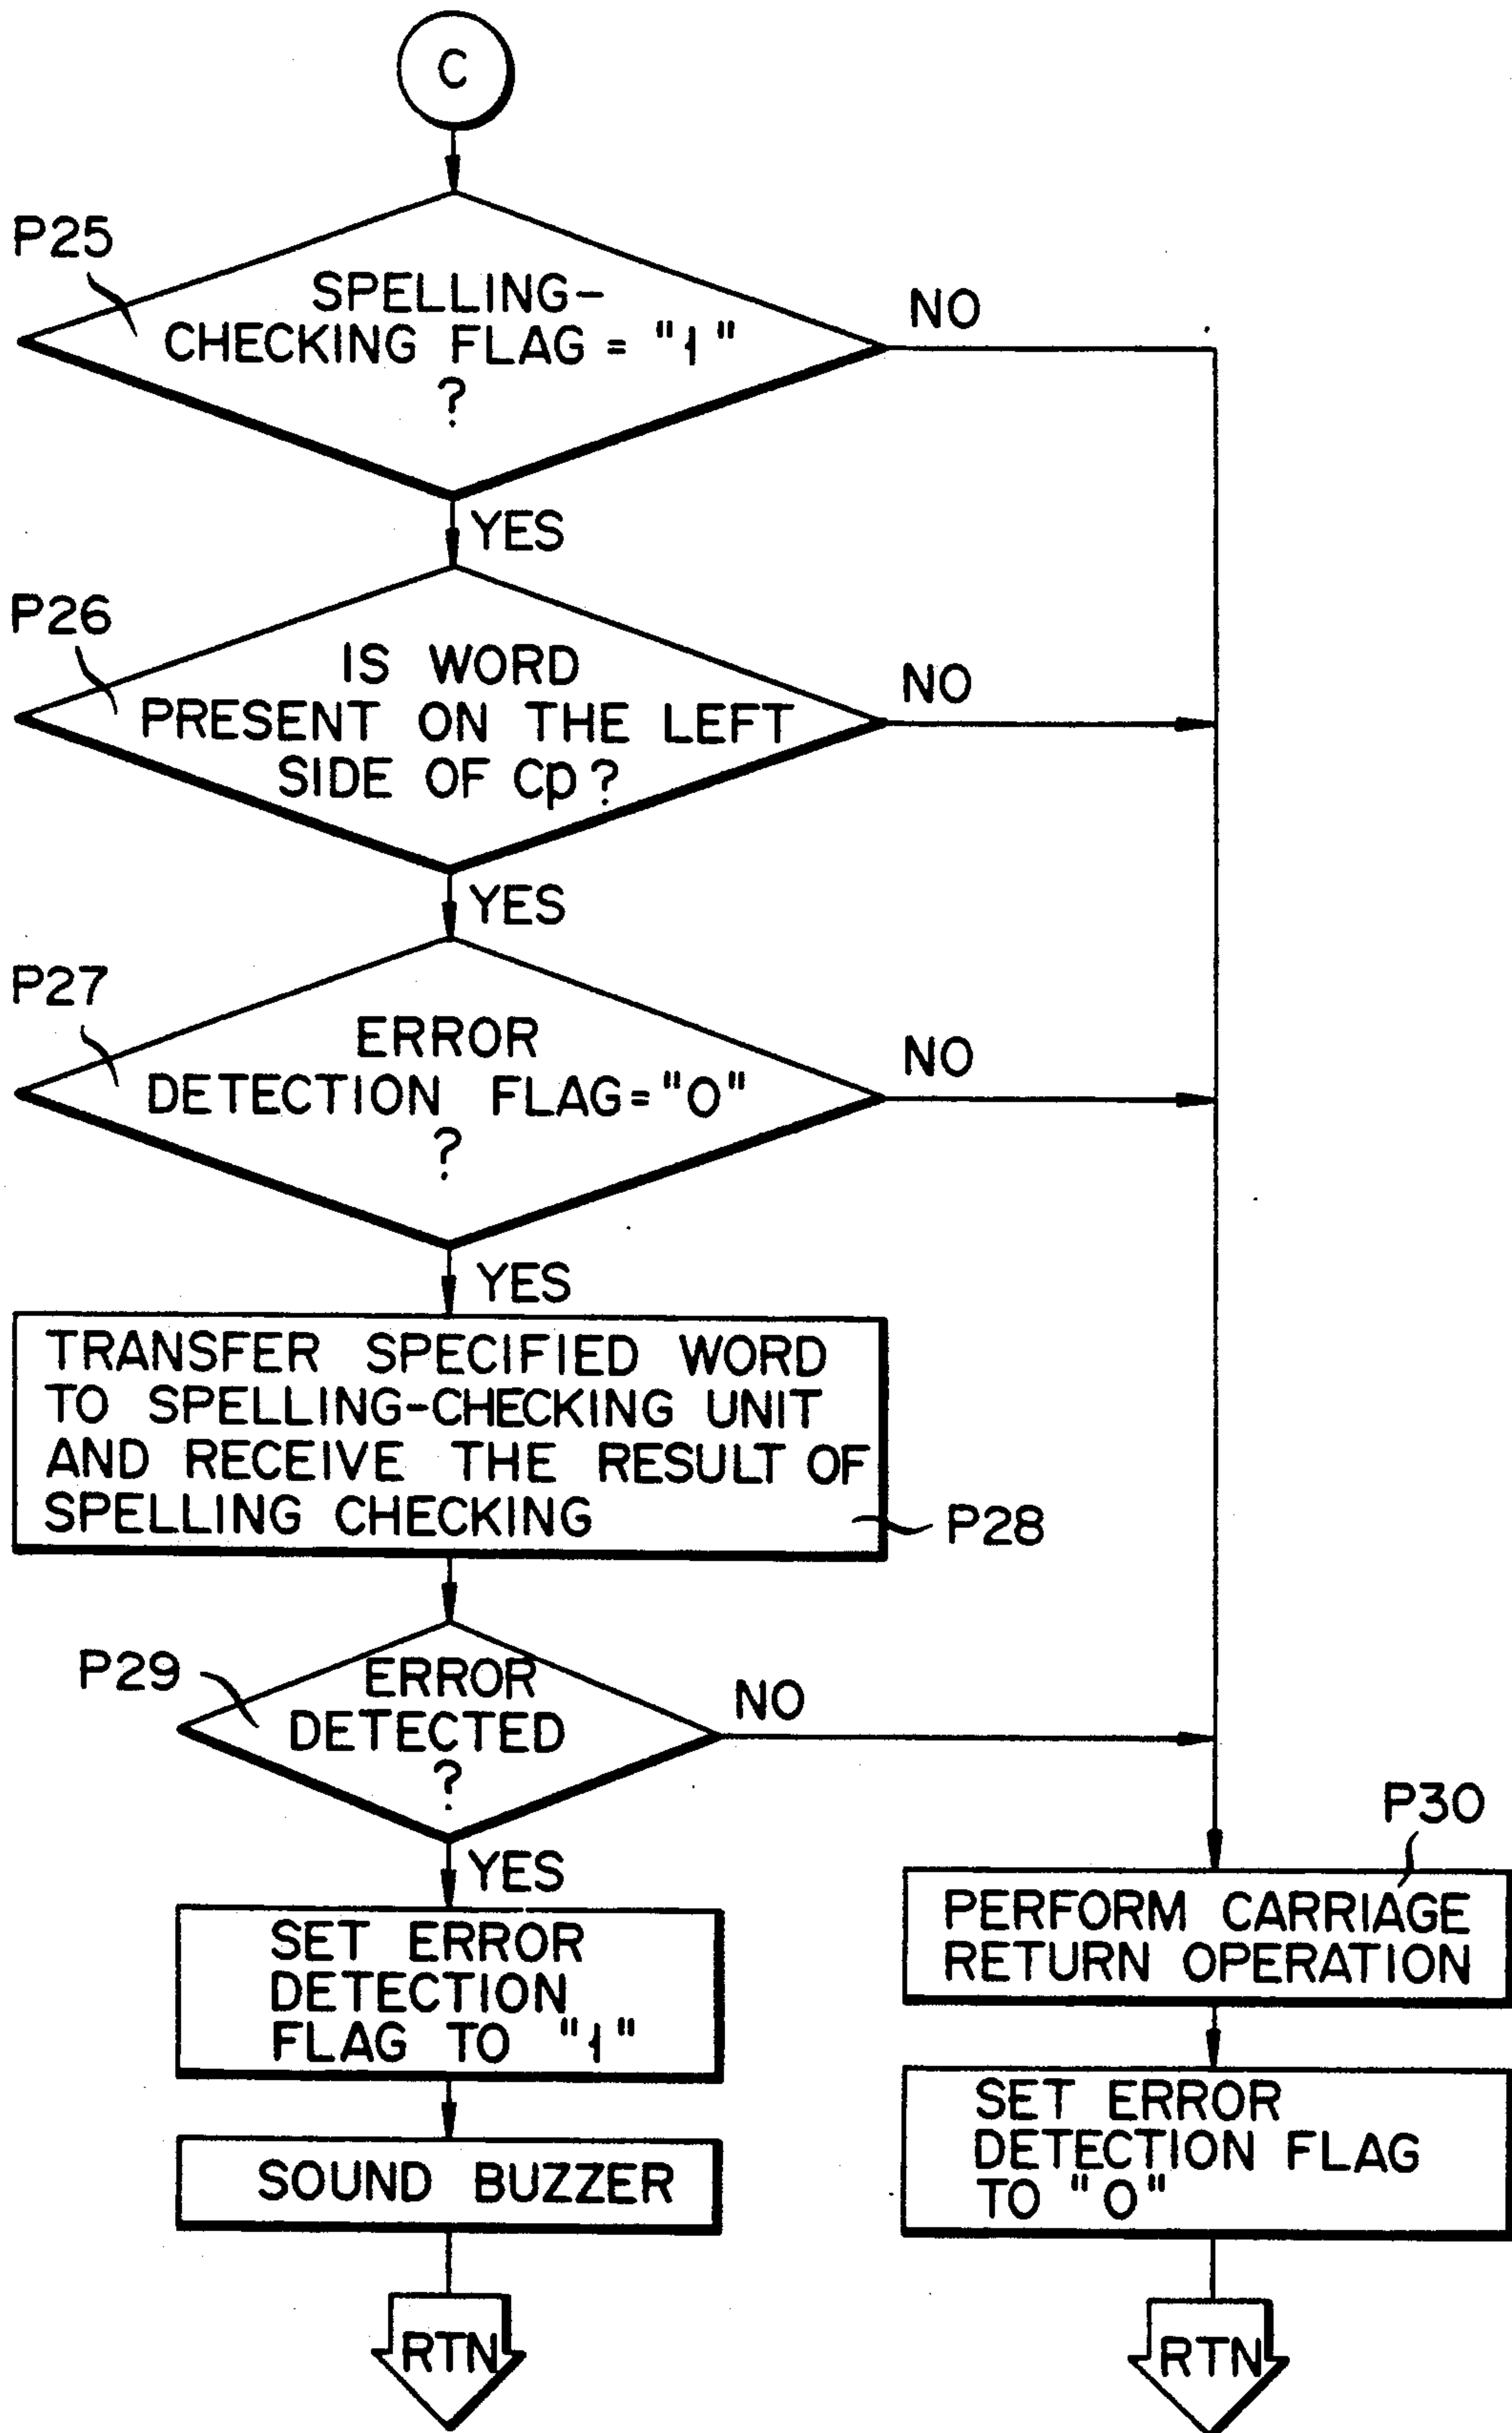 C
P25
SPELLING-
CHECKING FLAG = "1"
?
NO
YES
P26
IS WORD
PRESENT ON THE LEFT
SIDE OF Cp?
NO
YES
P27
ERROR
DETECTION FLAG="0"
?
NO
YES
TRANSFER SPECIFIED WORD
TO SPELLING-CHECKING UNIT
AND RECEIVE THE RESULT OF
SPELLING CHECKING
P28
P29
ERROR
DETECTED
?
NO
YES
SET ERROR
DETECTION
FLAG TO "1"
SOUND BUZZER
RTN
P30
PERFORM CARRIAGE
RETURN OPERATION
SET ERROR
DETECTION FLAG
TO "0"
RTN